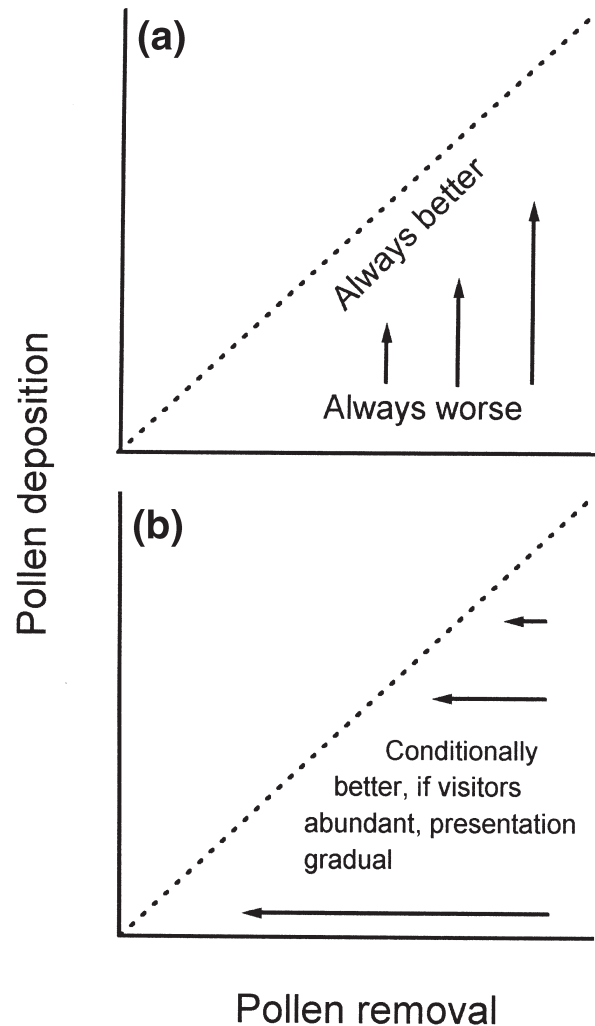 (a)
Always better
Always worse
Pollen deposition
(b)
Conditionally
better, if visitors
abundant, presentation
gradual
Pollen removal